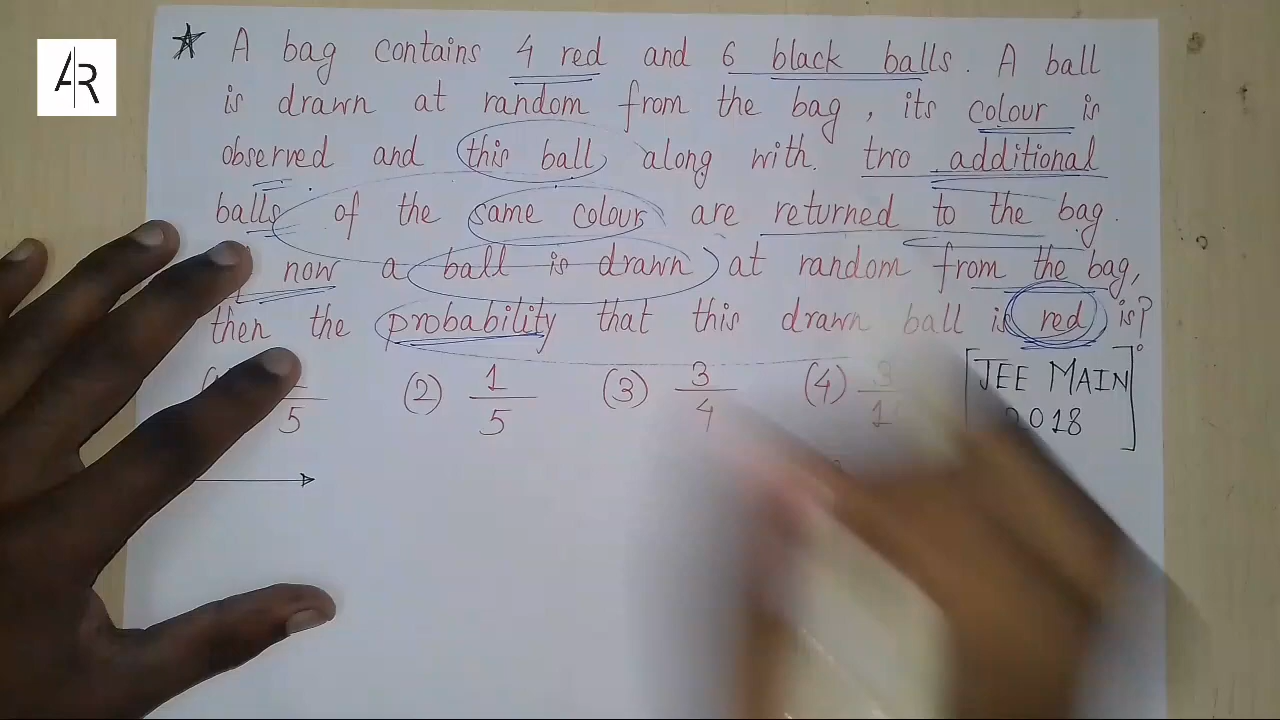 AR
☆ A bag contains 4 red and 6 black balls. A ball
is drawn at random from the bag, its colour is
observed and this ball along with two additional
balls of the same colour are returned to the bag.
now a ball is drawn at random from the bag,
then the probability that this drawn ball is red is?
5 (2) 1/5 (3) 3/4 (4) 3/1
[JEE MAIN
2018]